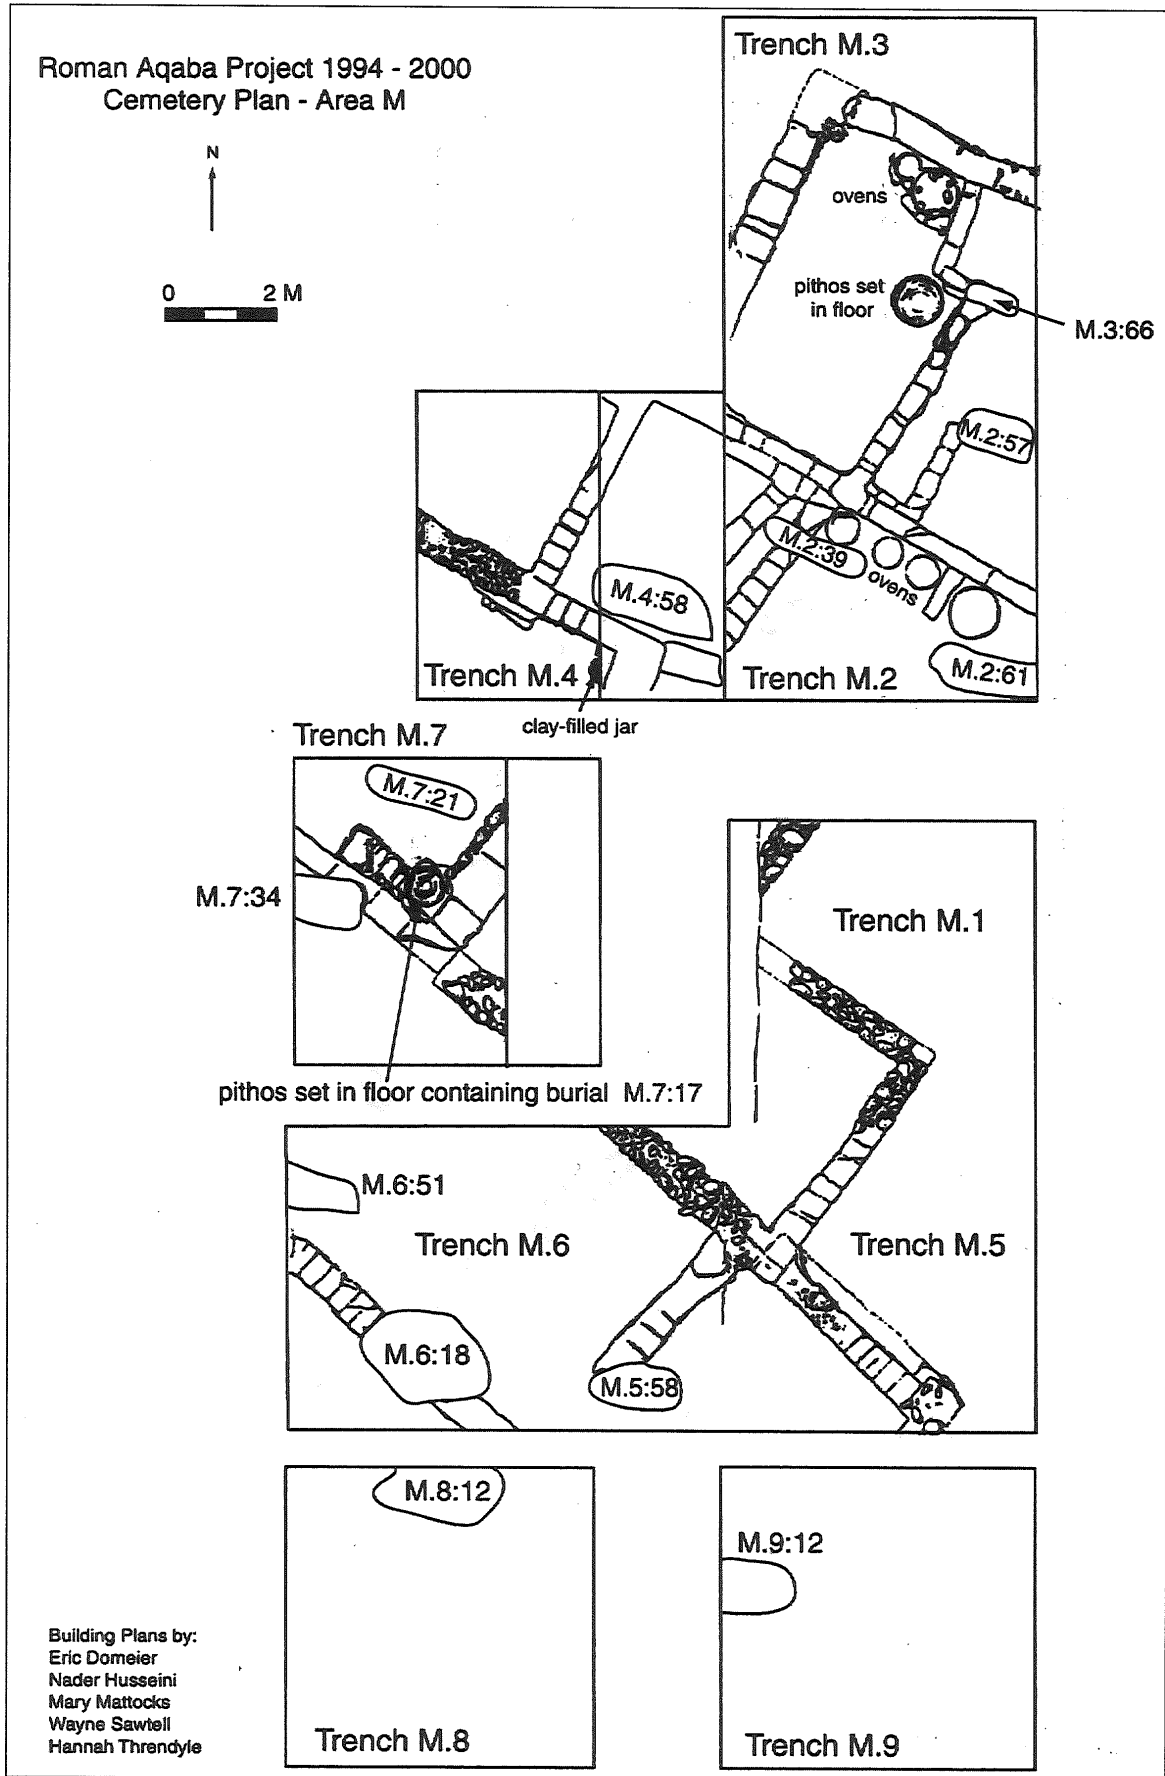 Roman Aqaba Project 1994 - 2000
Cemetery Plan - Area M
N
0 2 M
Trench M.3
ovens
pithos set
in floor
M.3:66
M.2:57
M.2:39
ovens
M.4:58
M.2:61
Trench M.4
Trench M.2
clay-filled jar
Trench M.7
M.7:21
M.7:34
Trench M.1
pithos set in floor containing burial M.7:17
M.6:51
Trench M.6
Trench M.5
M.6:18
M.5:58
M.8:12
M.9:12
Building Plans by:
Eric Domeier
Nader Husseini
Mary Mattocks
Wayne Sawtell
Hannah Threndyle
Trench M.8
Trench M.9